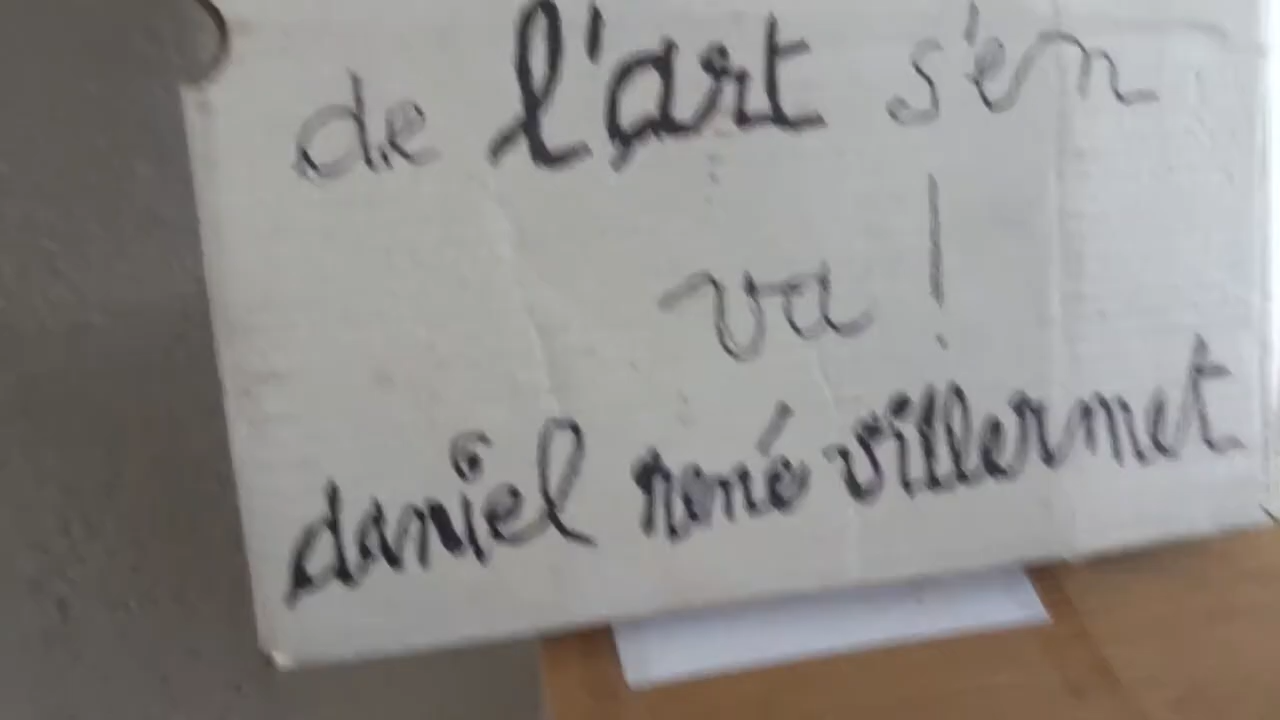 de l'art s'en
va !
daniel rené villermet